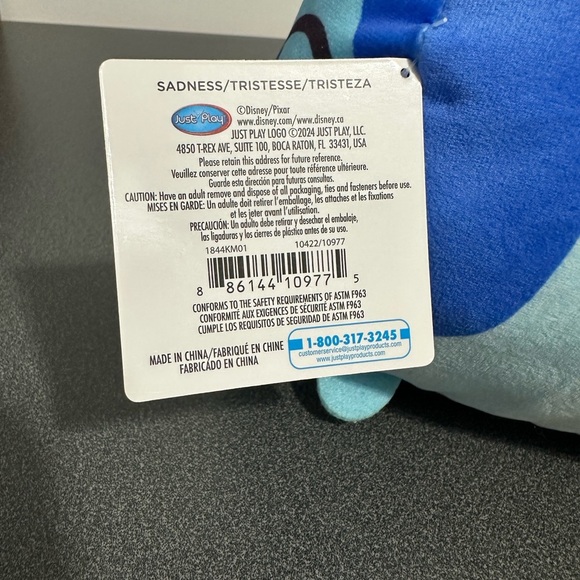 SADNESS/TRISTESSE/TRISTEZA
Just Play
©Disney/Pixar
www.disney.com/www.disney.ca
JUST PLAY LOGO ©2024 JUST PLAY, LLC.
4850 T-REX AVE, SUITE 100, BOCA RATON, FL 33431, USA
Please retain this address for future reference.
Veuillez conserver cette adresse pour toute référence ultérieure.
Guarde esta dirección para futuras consultas.
CAUTION: Have an adult remove and dispose of all packaging, ties and fasteners before use.
MISES EN GARDE: Un adulte doit retirer l'emballage, les attaches et les fixations
et les jeter avant l'utilisation.
PRECAUCIÓN: Un adulto debe retirar y desechar el embalaje,
las ligaduras y los cierres de plástico antes de su uso.
1844KM01 10422/10977
8 86144 10977 5
CONFORMS TO THE SAFETY REQUIREMENTS OF ASTM F963
CONFORMITÉ AUX EXIGENCES DE SÉCURITÉ ASTM F963
CUMPLE LOS REQUISITOS DE SEGURIDAD DE ASTM F963
MADE IN CHINA/FABRIQUÉ EN CHINE
FABRICADO EN CHINA
1-800-317-3245
customerservice@justplayproducts.com
www.justplayproducts.com